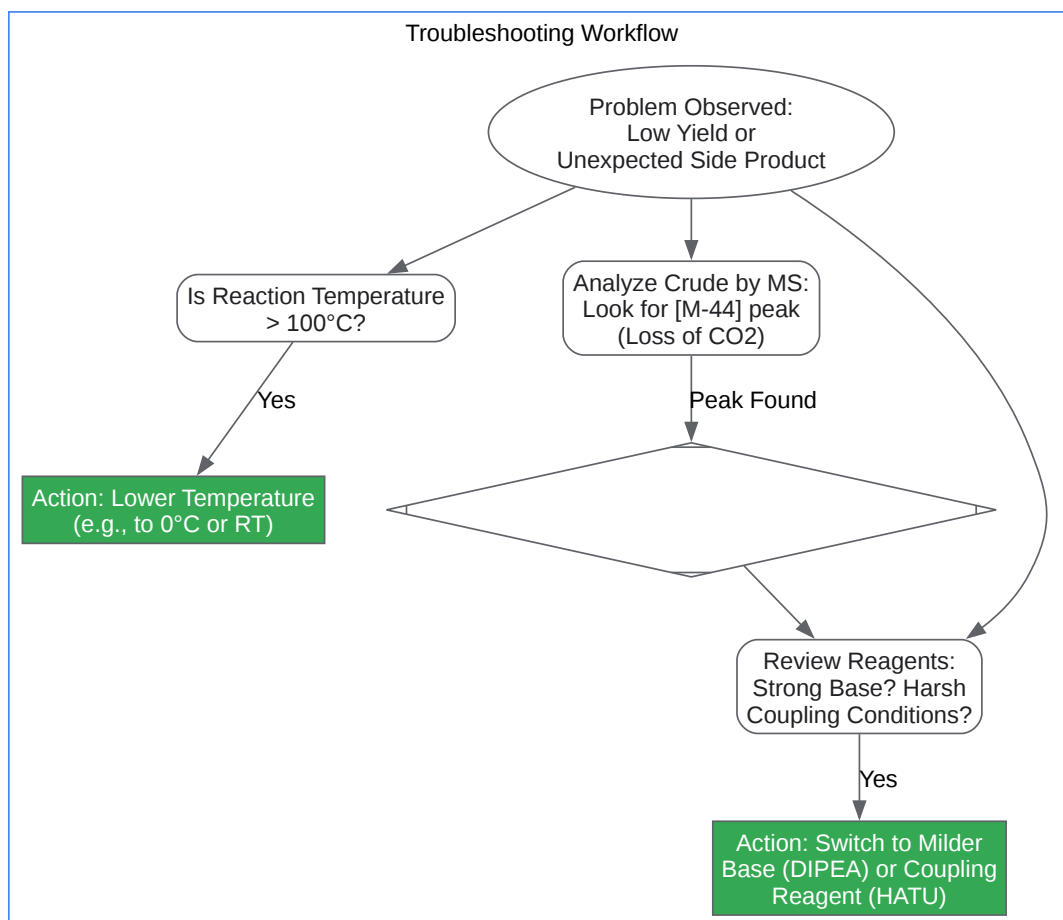 Troubleshooting Workflow
Problem Observed:
Low Yield or
Unexpected Side Product
Is Reaction Temperature
> 100°C?
Analyze Crude by MS:
Look for [M-44] peak
(Loss of CO2)
Yes
Peak Found
Action: Lower Temperature
(e.g., to 0°C or RT)
Review Reagents:
Strong Base? Harsh
Coupling Conditions?
Yes
Action: Switch to Milder
Base (DIPEA) or Coupling
Reagent (HATU)